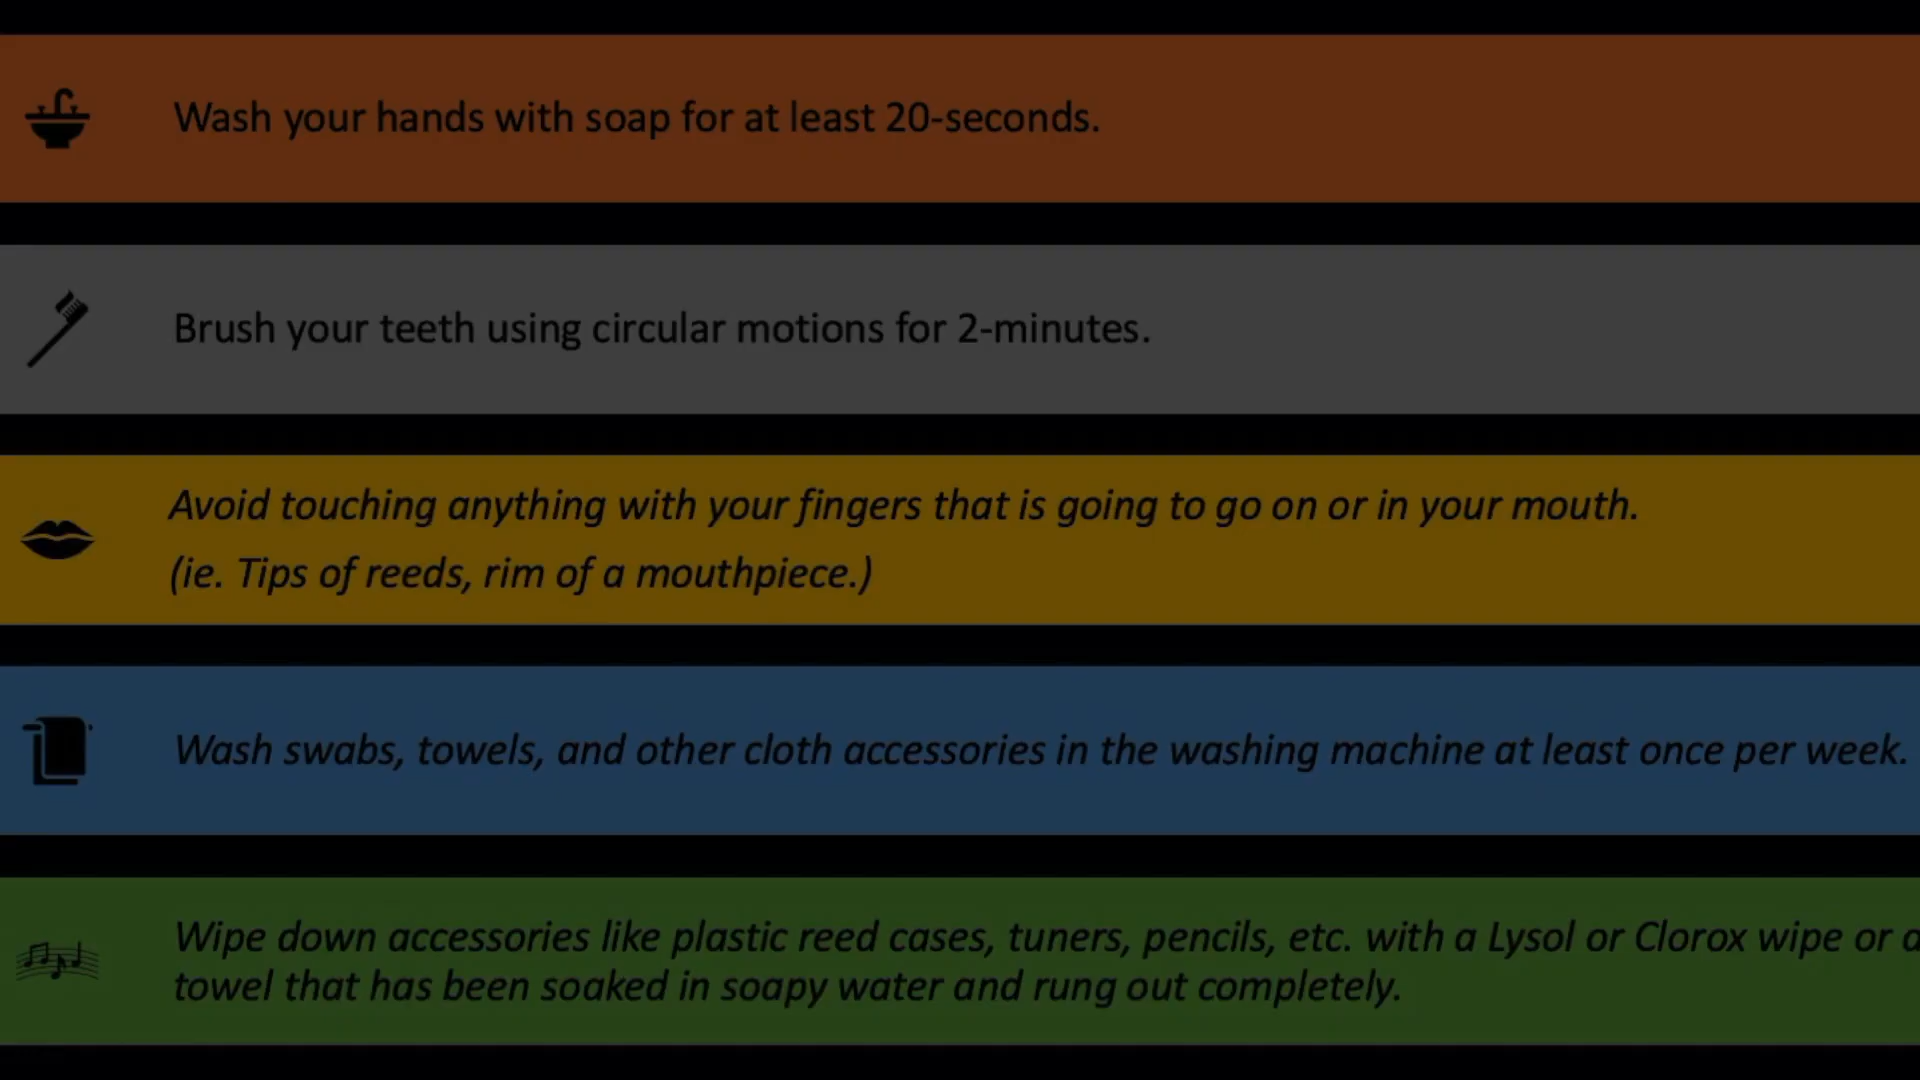 Wash your hands with soap for at least 20-seconds.
Brush your teeth using circular motions for 2-minutes.
Avoid touching anything with your fingers that is going to go on or in your mouth.
(ie. Tips of reeds, rim of a mouthpiece.)
Wash swabs, towels, and other cloth accessories in the washing machine at least once per week.
Wipe down accessories like plastic reed cases, tuners, pencils, etc. with a Lysol or Clorox wipe or a
towel that has been soaked in soapy water and rung out completely.